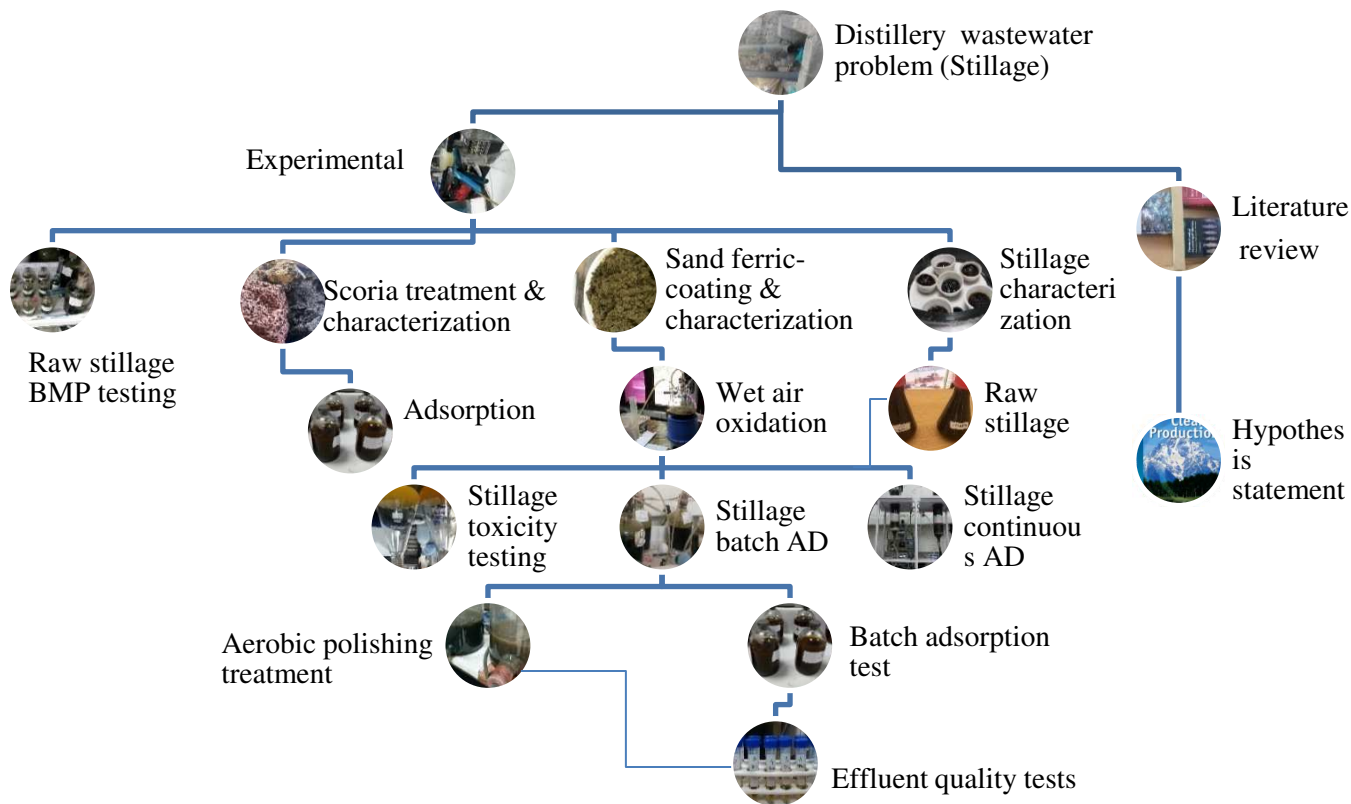 Distillery wastewater
problem (Stillage)
Experimental
Literature
review
Raw stillage
BMP testing
Scoria treatment &
characterization
Sand ferric-
coating &
characterization
Stillage
characteri
zation
Adsorption
Wet air
oxidation
Raw
stillage
Clea
Production
Hypothes
is
statement
Stillage
toxicity
testing
Stillage
batch AD
Stillage
continuou
s AD
Aerobic polishing
treatment
Batch adsorption
test
Effluent quality tests